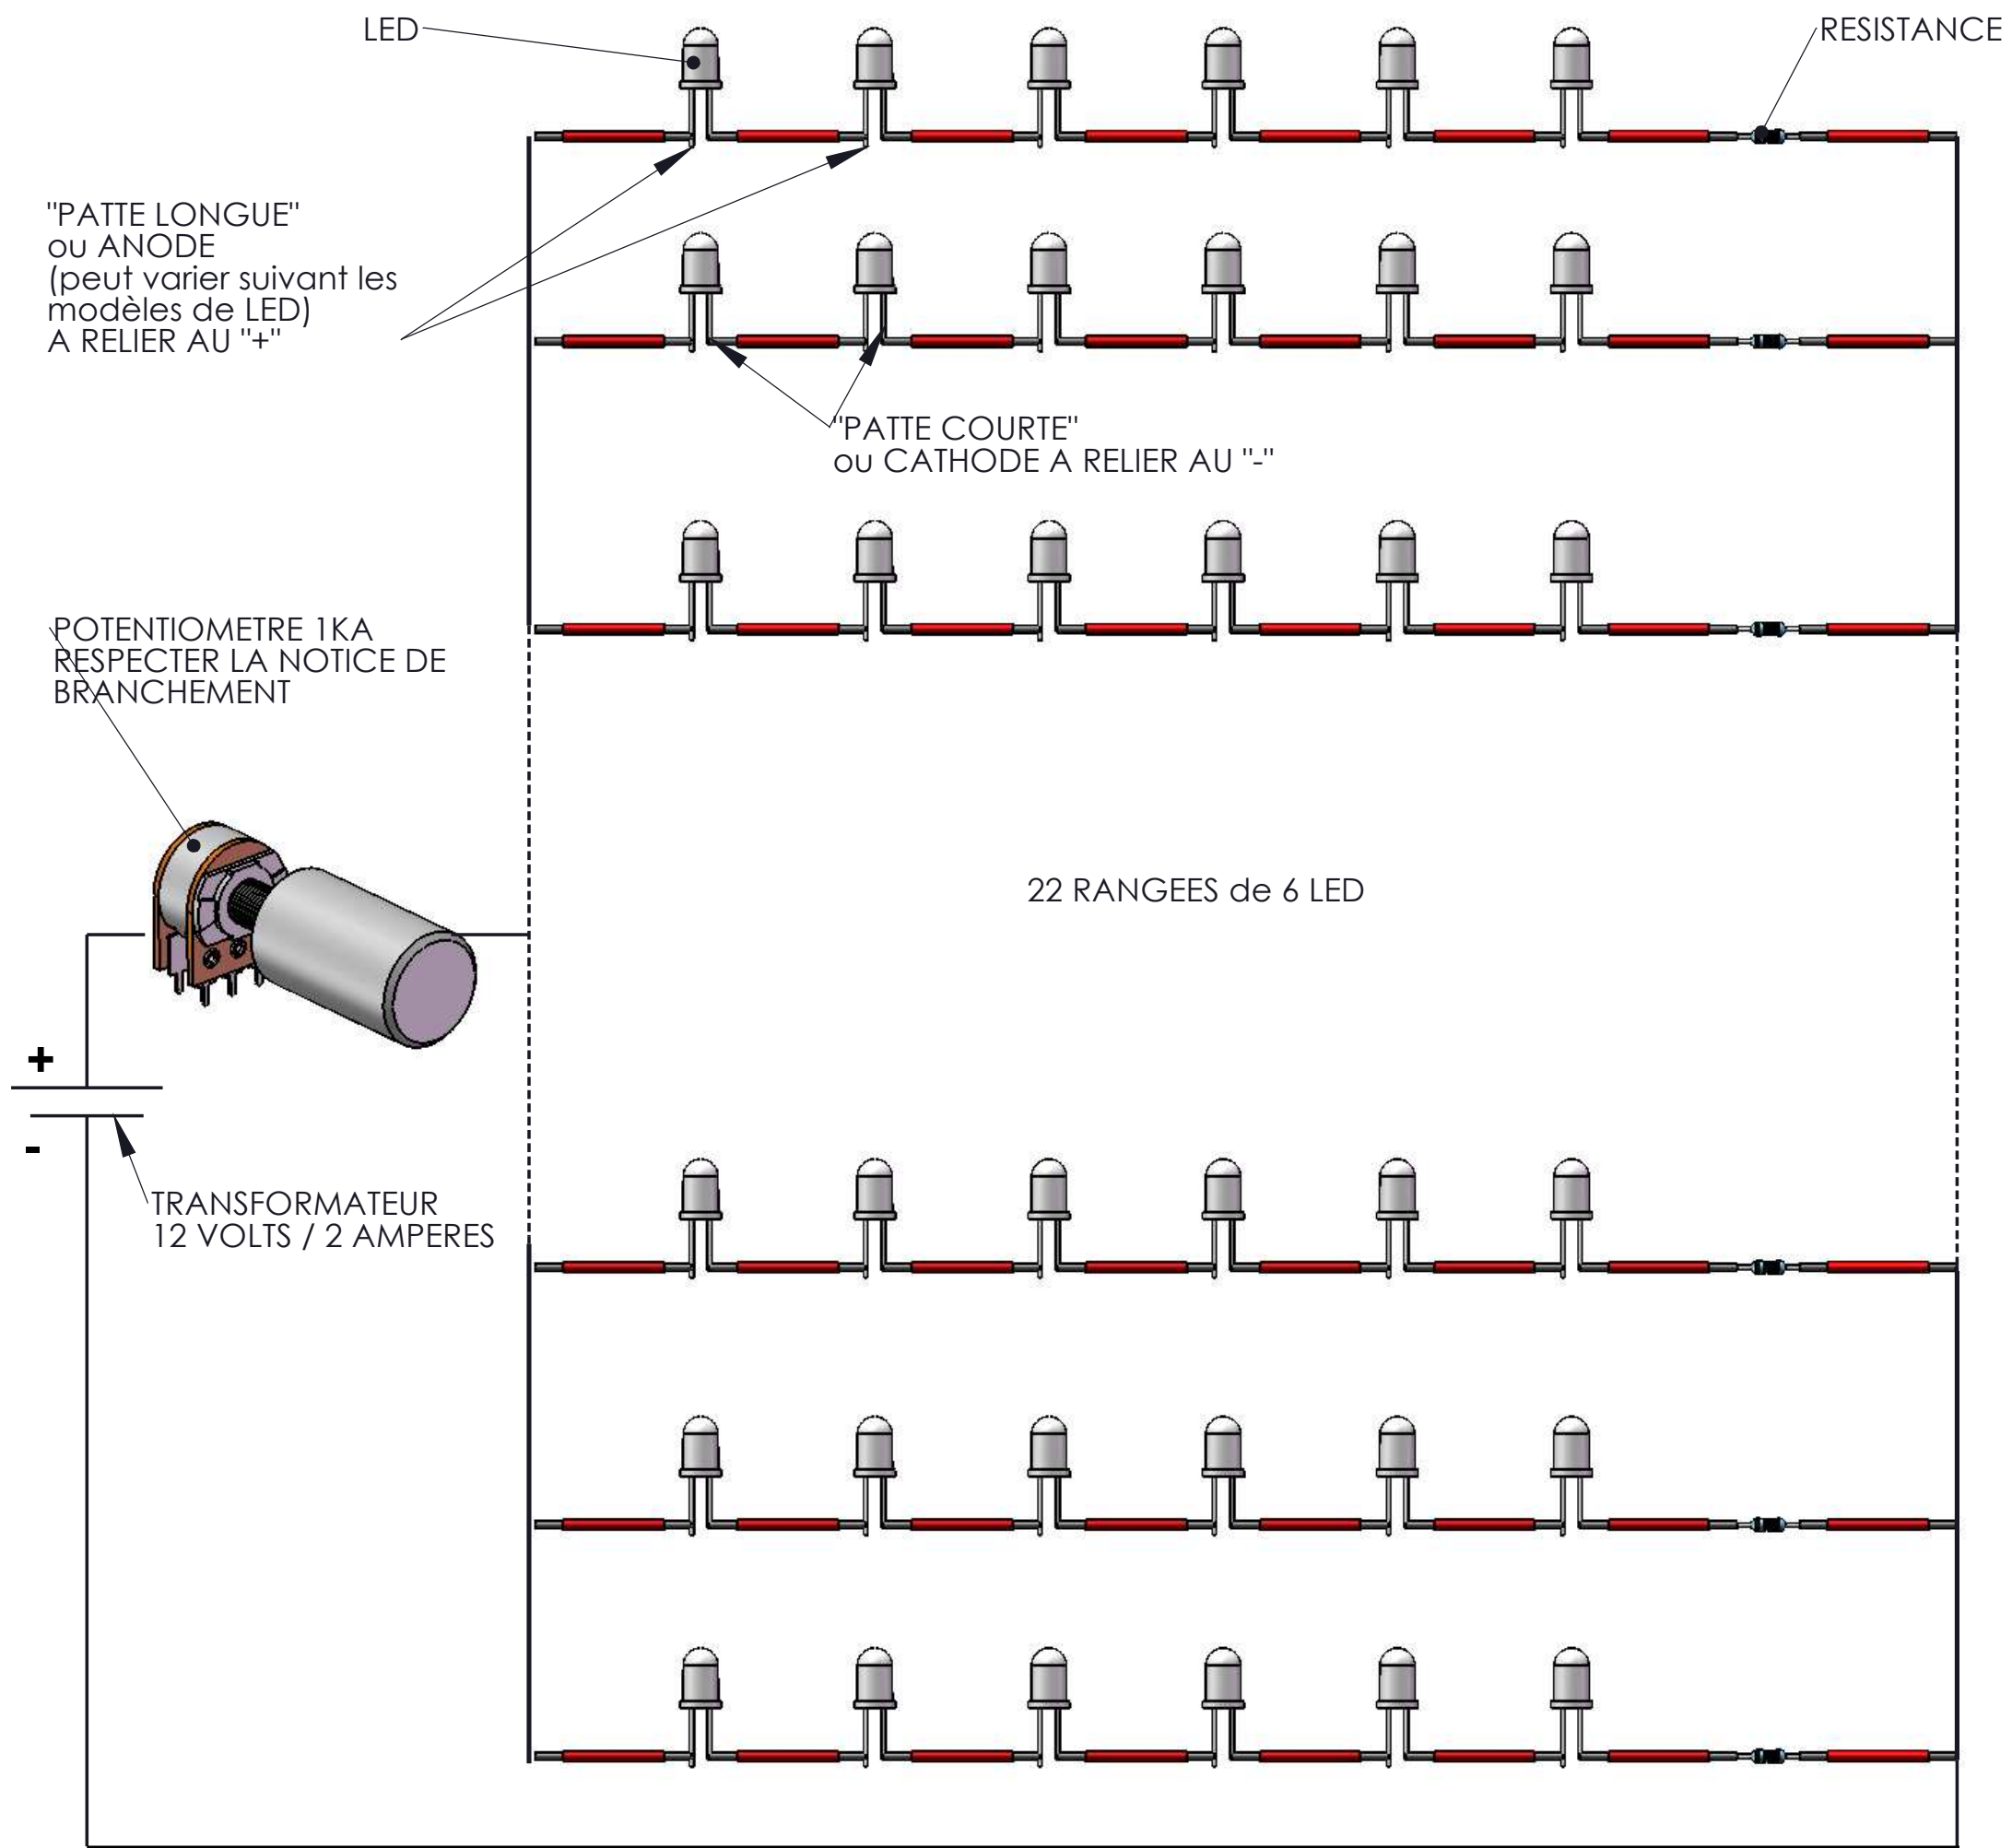 LED
RESISTANCE
"PATTE LONGUE"
ou ANODE
(peut varier suivant les
modèles de LED)
A RELIER AU "+"
"PATTE COURTE"
ou CATHODE A RELIER AU "-"
POTENTIOMETRE 1KA
RESPECTER LA NOTICE DE
BRANCHEMENT
22 RANGEES de 6 LED
+
-
TRANSFORMATEUR
12 VOLTS / 2 AMPERES